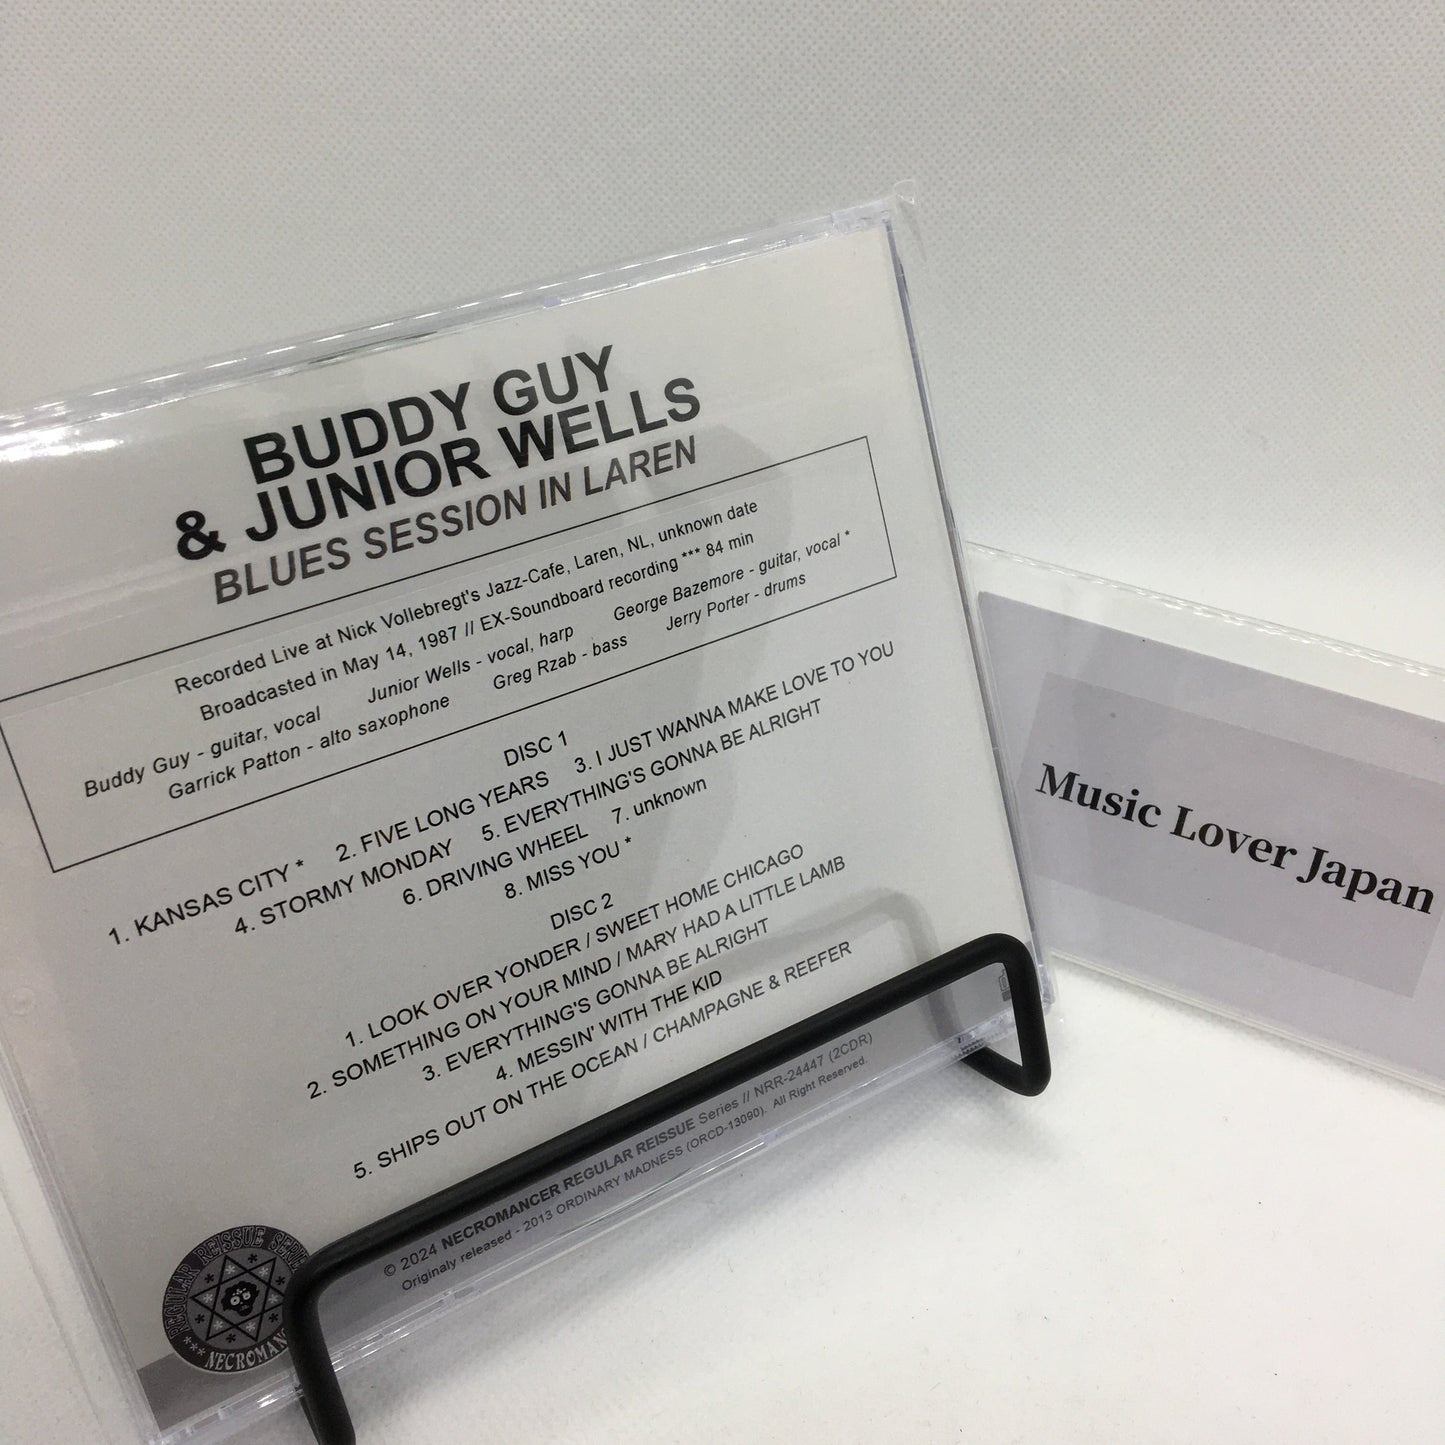 BUDDY GUY
& JUNIOR WELLS
BLUES SESSION IN LAREN
Recorded Live at Nick Vollebregt's Jazz-Cafe, Laren, NL, unknown date
Broadcasted in May 14, 1987 // EX-Soundboard recording *** 84 min
Buddy Guy - guitar, vocal Junior Wells - vocal, harp George Bazemore - guitar, vocal *
Garrick Patton - alto saxophone Greg Rzab - bass Jerry Porter - drums
DISC 1
1. KANSAS CITY * 2. FIVE LONG YEARS 3. I JUST WANNA MAKE LOVE TO YOU
4. STORMY MONDAY 5. EVERYTHING'S GONNA BE ALRIGHT
6. DRIVING WHEEL 7. unknown
8. MISS YOU *
DISC 2
1. LOOK OVER YONDER / SWEET HOME CHICAGO
2. SOMETHING ON YOUR MIND / MARY HAD A LITTLE LAMB
3. EVERYTHING'S GONNA BE ALRIGHT
4. MESSIN' WITH THE KID
5. SHIPS OUT ON THE OCEAN / CHAMPAGNE & REEFER
© 2024 NECROMANCER REGULAR REISSUE Series // NRR-24447 (2CDR)
Originaly released - 2013 ORDINARY MADNESS (ORCD-13090). All Right Reserved.
REGULAR REISSUE SERIES
*** NECROMAN
Music Lover Japan